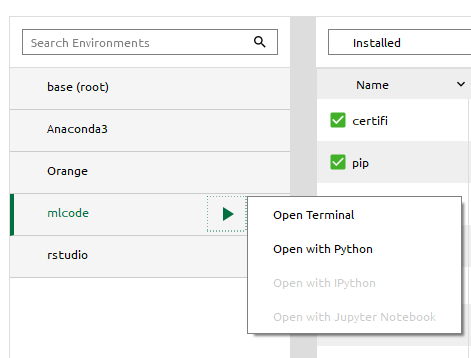 Search Environments
Installed
base (root)
Name
Anaconda3
certifi
Orange
pip
mlcode
Open Terminal
Open with Python
rstudio
Open with IPython
Open with Jupyter Notebook